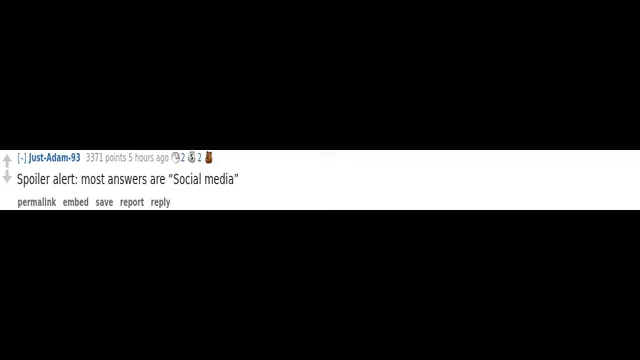 [–] Just-Adam-93 3371 points 5 hours ago 2 2
Spoiler alert: most answers are “Social media”
permalink embed save report reply